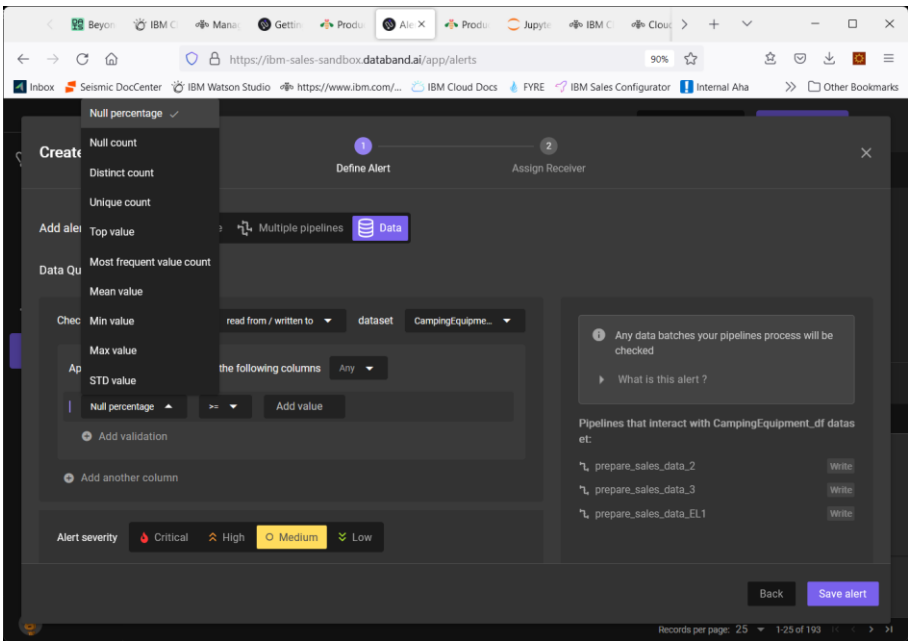 Beyon
IBM C
Manag
Gettin
Produ
Ale
Produ
Jupyte
IBM C
Cloud
https://ibm-sales-sandbox.databand.ai/app/alerts
90%
Inbox
Seismic DocCenter
IBM Watson Studio
https://www.ibm.com/...
IBM Cloud Docs
FYRE
IBM Sales Configurator
Internal Aha
Other Bookmarks
Null percentage
Null count
Distinct count
Unique count
Top value
Most frequent value count
Mean value
Min value
Max value
STD value
Create
1
2
Define Alert
Assign Receiver
Add aler
Multiple pipelines
Data
Data Qu
Chec
read from / written to
dataset
CampingEquipme...
Ap
the following columns
Any
Null percentage
>=
Add value
Add validation
Add another column
Any data batches your pipelines process will be
checked
What is this alert ?
Pipelines that interact with CampingEquipment_df datas
et:
prepare_sales_data_2
Write
prepare_sales_data_3
Write
prepare_sales_data_EL1
Write
Alert severity
Critical
High
Medium
Low
Back
Save alert
Records per page: 25
1-25 of 193